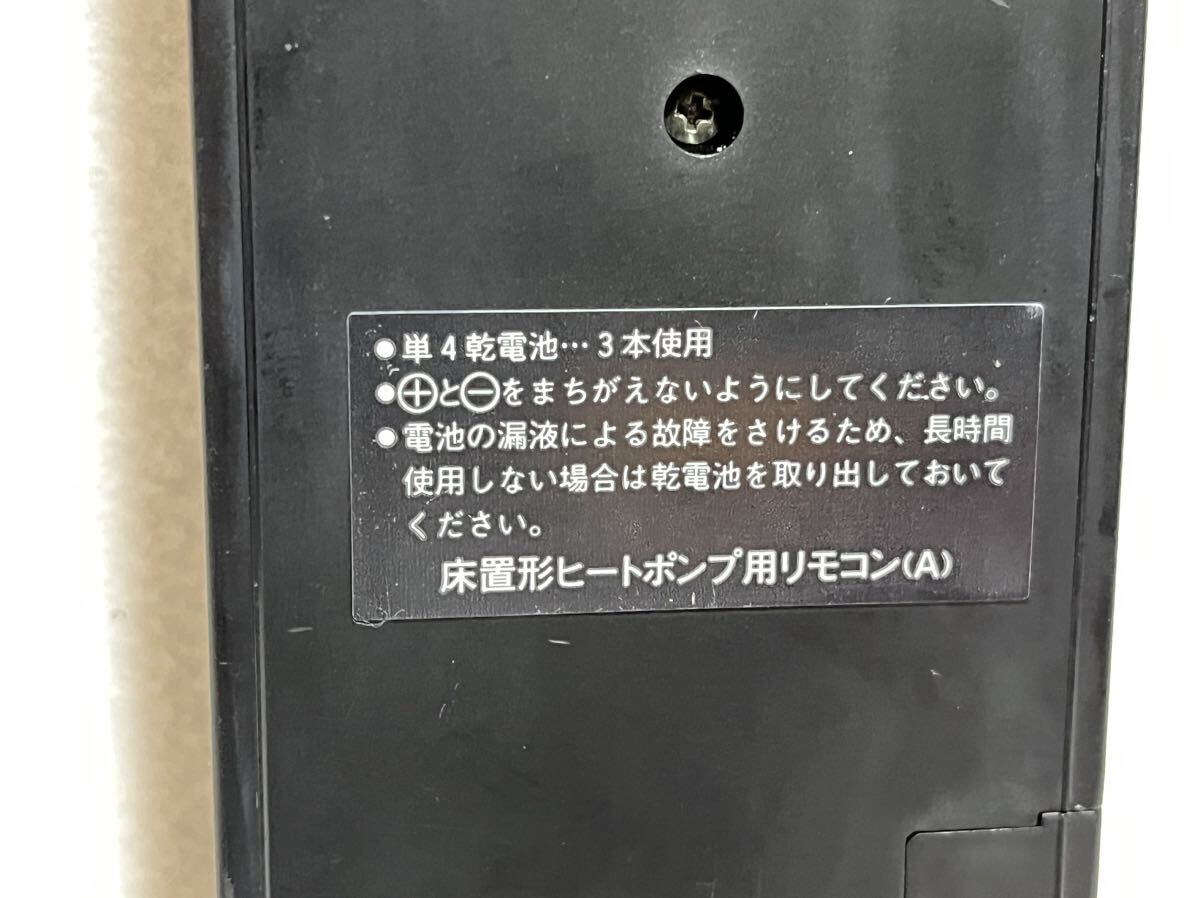 ●単4乾電池…3本使用
●⊕と⊖をまちがえないようにしてください。
●電池の漏液による故障をさけるため、長時間
使用しない場合は乾電池を取り出しておいて
ください。
床置形ヒートポンプ用リモコン(A)